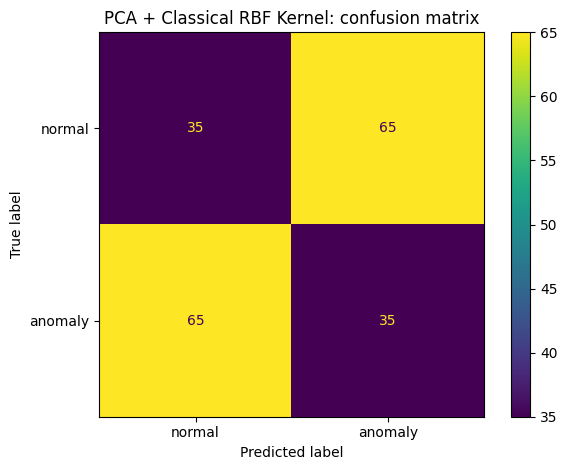 PCA + Classical RBF Kernel: confusion matrix
True label
normal
35
65
anomaly
65
35
normal
anomaly
Predicted label
65
60
55
50
45
40
35